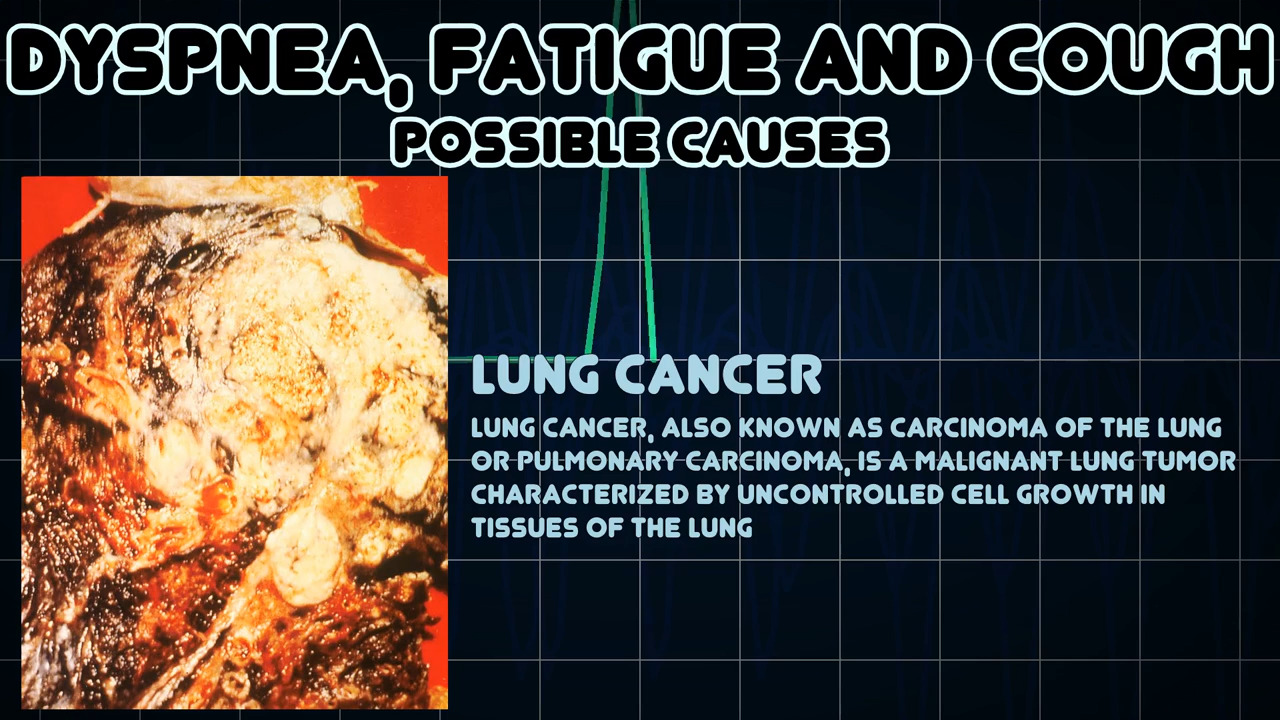 DYSPNEA, FATIGUE AND COUGH
POSSIBLE CAUSES
LUNG CANCER
LUNG CANCER, ALSO KNOWN AS CARCINOMA OF THE LUNG
OR PULMONARY CARCINOMA, IS A MALIGNANT LUNG TUMOR
CHARACTERIZED BY UNCONTROLLED CELL GROWTH IN
TISSUES OF THE LUNG